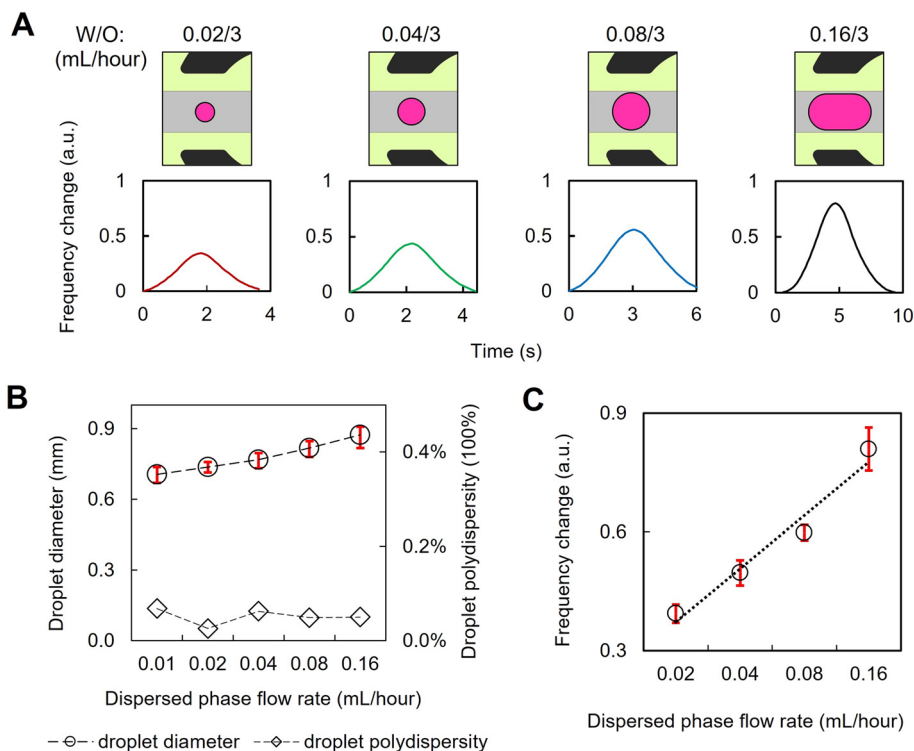 A
W/O: 0.02/3 0.04/3 0.08/3 0.16/3
(mL/hour)
Frequency change (a.u.)
1 1 1 1
0.5 0.5 0.5 0.5
0 0 0 0
0 2 4 0 2 4 0 3 6 0 5 10
Time (s)
B
Droplet diameter (mm)
0.9
0.6
0.3
0.0
0.4%
0.2%
0.0%
Droplet polydispersity (100%)
0.01 0.02 0.04 0.08 0.16
Dispersed phase flow rate (mL/hour)
droplet diameter droplet polydispersity
C
Frequency change (a.u.)
0.9
0.6
0.3
0.02 0.04 0.08 0.16
Dispersed phase flow rate (mL/hour)